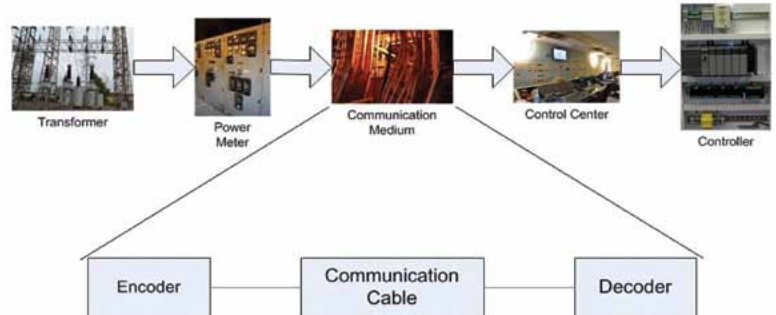 Transformer
Power
Meter
Communication
Medium
Control Center
Controller
Encoder
Communication
Cable
Decoder